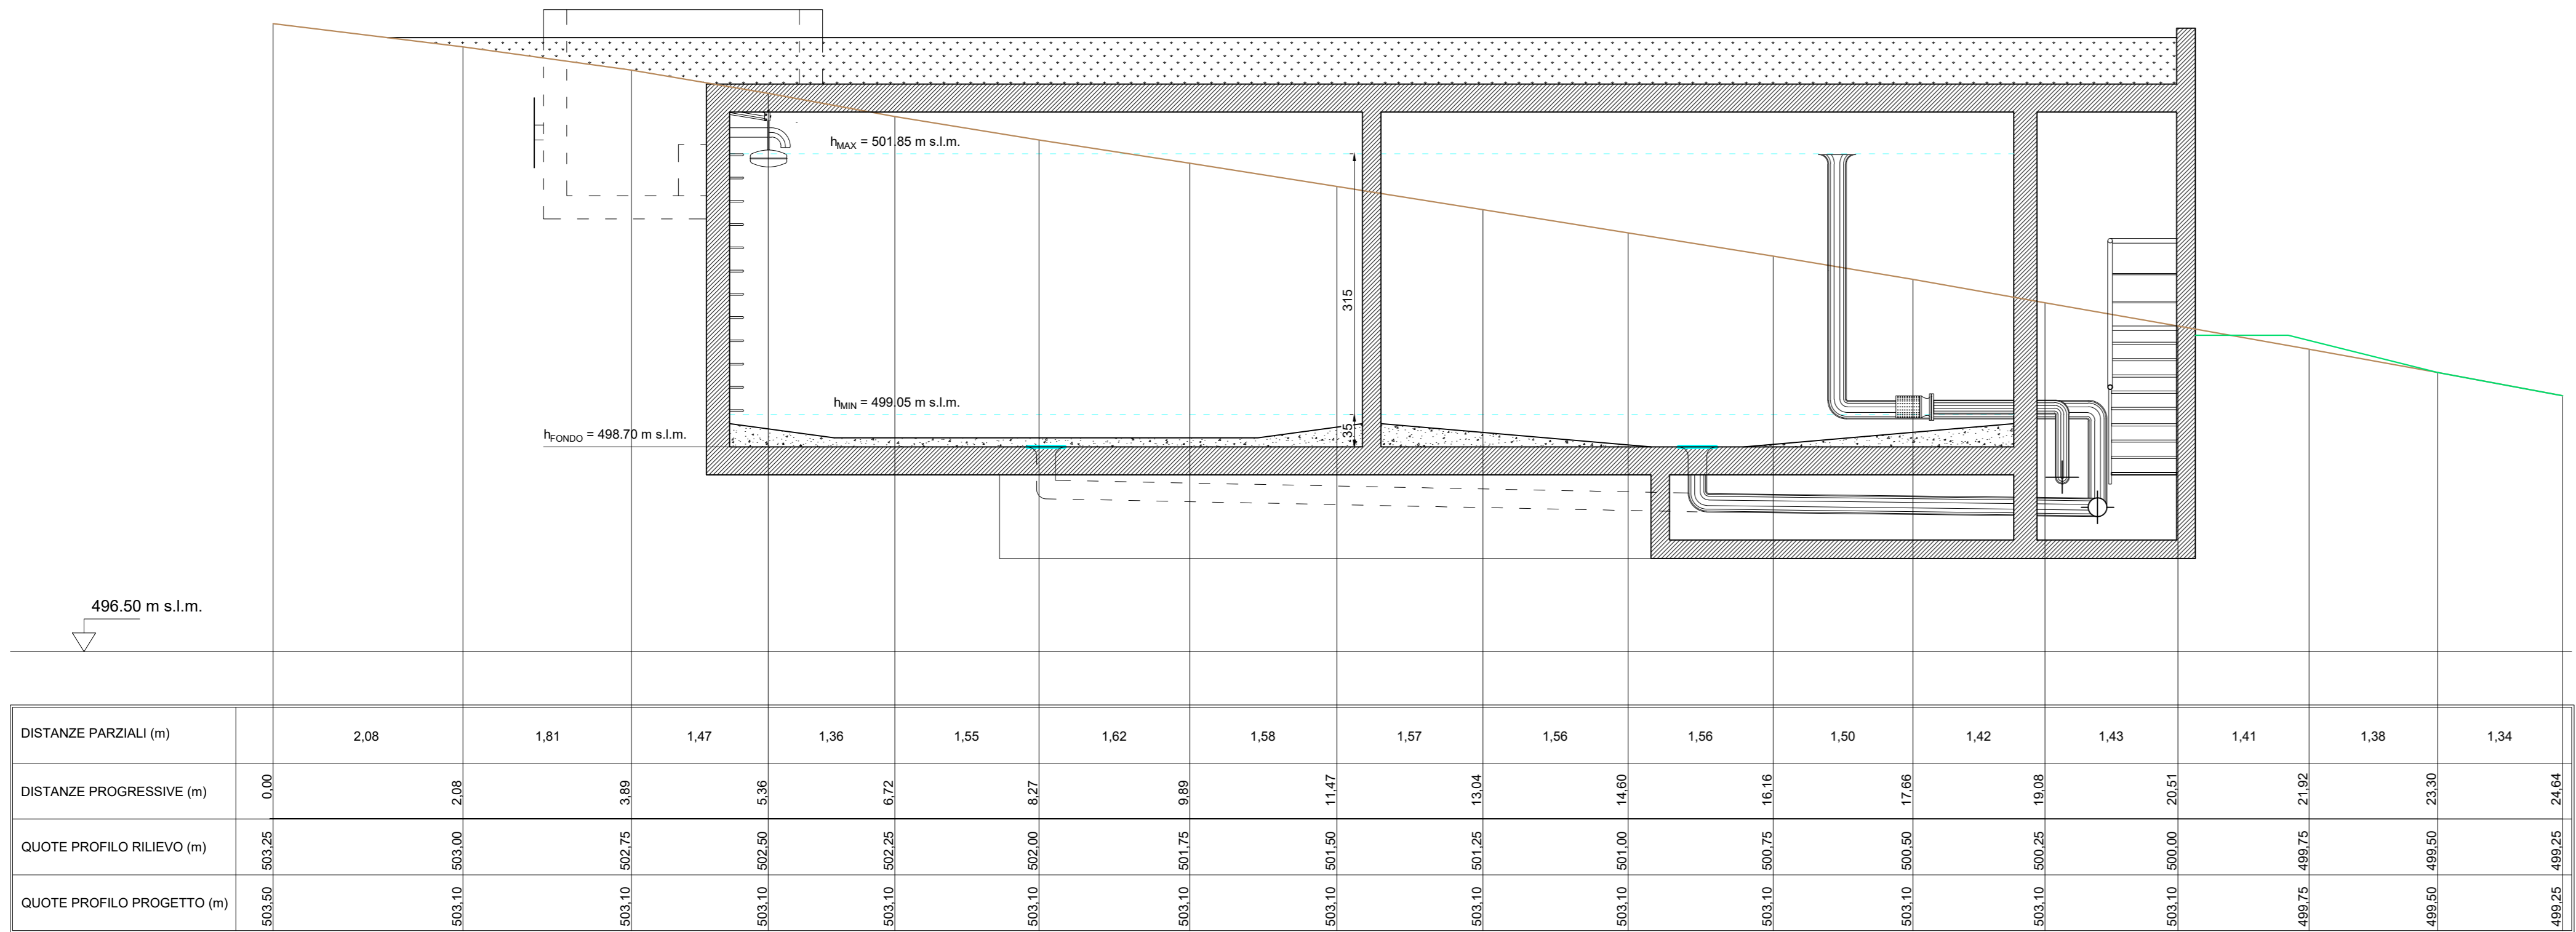 hMAX = 501.85 m s.l.m.
315
hMIN = 499.05 m s.l.m.
35
hFONDO = 498.70 m s.l.m.
496.50 m s.l.m.
DISTANZE PARZIALI (m) 2,08 1,81 1,47 1,36 1,55 1,62 1,58 1,57 1,56 1,56 1,50 1,42 1,43 1,41 1,38 1,34
DISTANZE PROGRESSIVE (m) 0,00 2,08 3,89 5,36 6,72 8,27 9,89 11,47 13,04 14,60 16,16 17,66 19,08 20,51 21,92 23,30 24,64
QUOTE PROFILO RILIEVO (m) 503,25 503,00 502,75 502,50 502,25 502,00 501,75 501,50 501,25 501,00 500,75 500,50 500,25 500,00 499,75 499,50 499,25
QUOTE PROFILO PROGETTO (m) 503,50 503,10 503,10 503,10 503,10 503,10 503,10 503,10 503,10 503,10 503,10 503,10 503,10 503,10 499,75 499,50 499,25